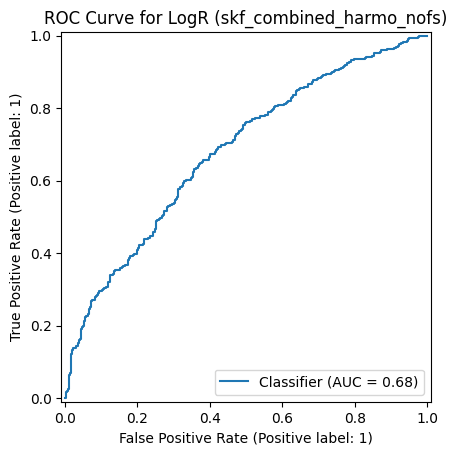 ROC Curve for LogR (skf_combined_harmo_nofs)
1.0
0.8
0.6
0.4
0.2
0.0
True Positive Rate (Positive label: 1)
Classifier (AUC = 0.68)
0.0 0.2 0.4 0.6 0.8 1.0
False Positive Rate (Positive label: 1)